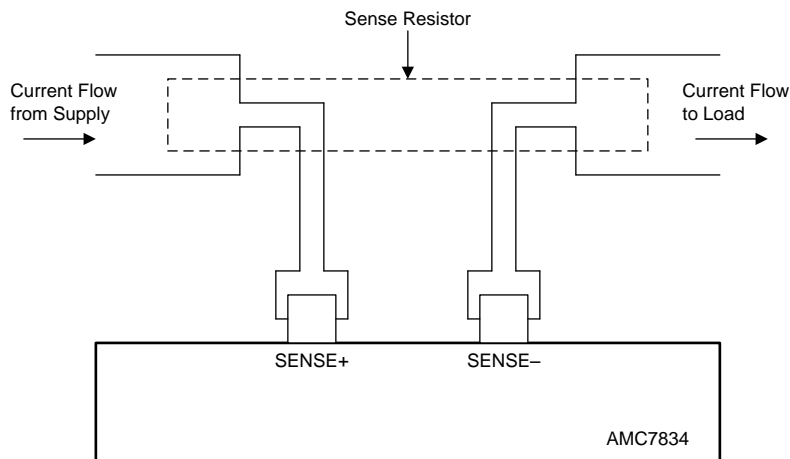 Sense Resistor
Current Flow
from Supply
Current Flow
to Load
SENSE+
SENSE–
AMC7834